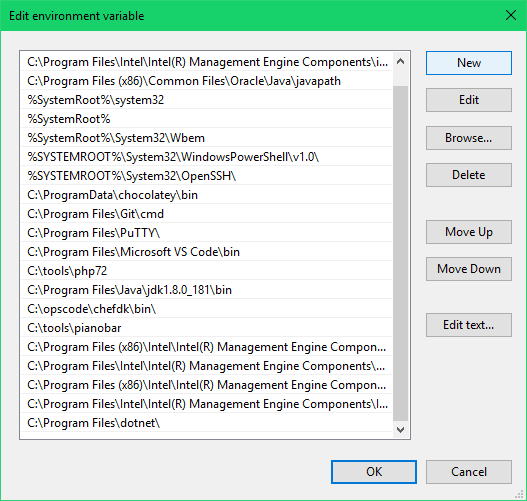 Edit environment variable
C:\Program Files\Intel\Intel(R) Management Engine Components\i...
C:\Program Files (x86)\Common Files\Oracle\Java\javapath
%SystemRoot%\system32
%SystemRoot%
%SystemRoot%\System32\Wbem
%SYSTEMROOT%\System32\WindowsPowerShell\v1.0\
%SYSTEMROOT%\System32\OpenSSH\
C:\ProgramData\chocolatey\bin
C:\Program Files\Git\cmd
C:\Program Files\PuTTY\
C:\Program Files\Microsoft VS Code\bin
C:\tools\php72
C:\Program Files\Java\jdk1.8.0_181\bin
C:\opscode\chefdk\bin\
C:\tools\pianobar
C:\Program Files (x86)\Intel\Intel(R) Management Engine Compon...
C:\Program Files\Intel\Intel(R) Management Engine Components\...
C:\Program Files (x86)\Intel\Intel(R) Management Engine Compon...
C:\Program Files\Intel\Intel(R) Management Engine Components\I...
C:\Program Files\dotnet\
New
Edit
Browse...
Delete
Move Up
Move Down
Edit text...
OK
Cancel